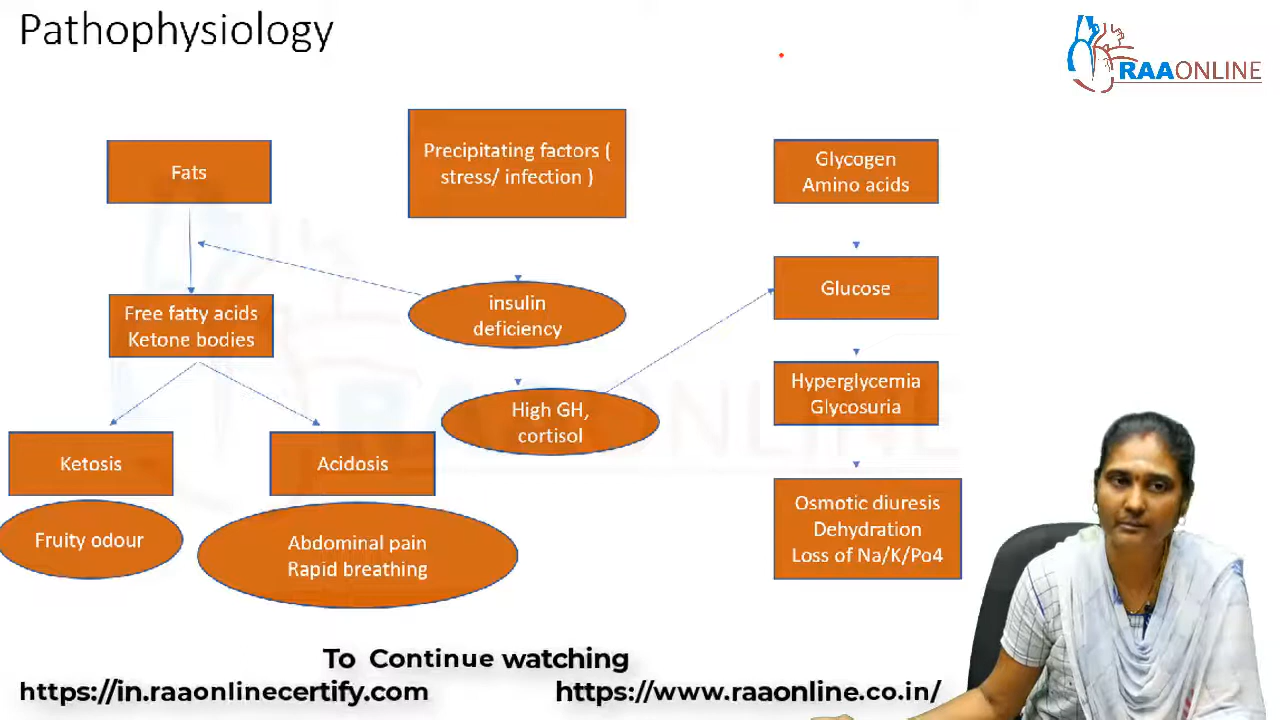 Pathophysiology
RAAONLINE
Fats
Precipitating factors (
stress/ infection )
Glycogen
Amino acids
Free fatty acids
Ketone bodies
insulin
deficiency
Glucose
High GH,
cortisol
Hyperglycemia
Glycosuria
Ketosis
Acidosis
Fruity odour
Abdominal pain
Rapid breathing
Osmotic diuresis
Dehydration
Loss of Na/K/Po4
RAAONLINE
To Continue watching
https://in.raaonlinecertify.com
https://www.raaonline.co.in/